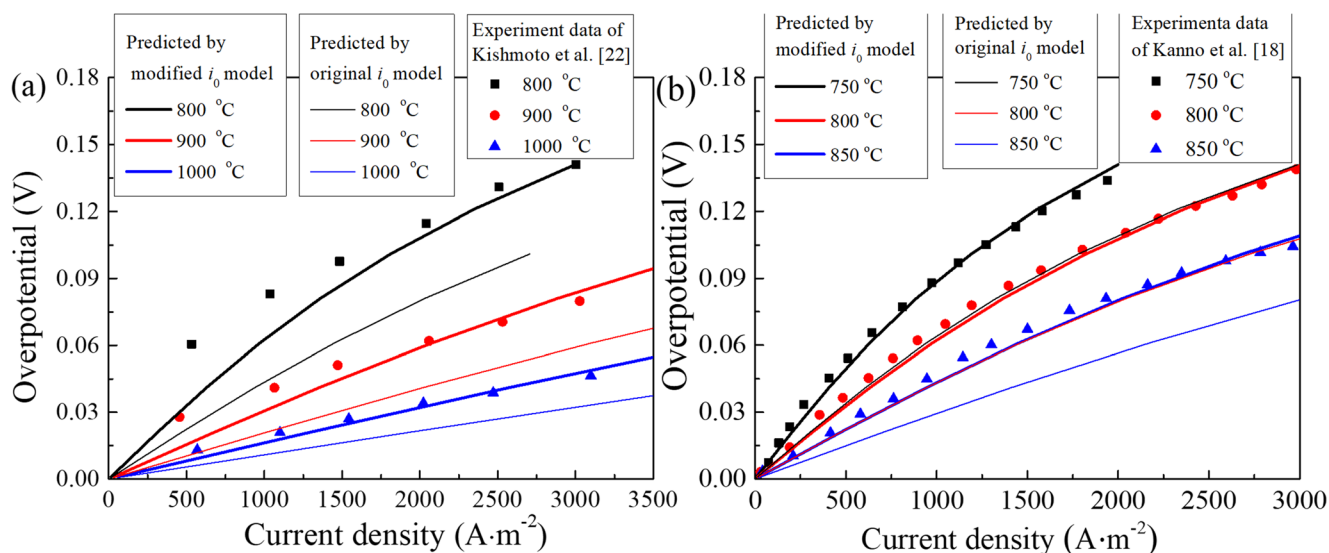 (a)
Predicted by
modified i0 model
800 °C
900 °C
1000 °C
Predicted by
original i0 model
800 °C
900 °C
1000 °C
Experiment data of
Kishmoto et al. [22]
800 °C
900 °C
1000 °C
Overpotential (V)
0.18
0.15
0.12
0.09
0.06
0.03
0.00
0 500 1000 1500 2000 2500 3000 3500
Current density (A·m-2)
(b)
Predicted by
modified i0 model
750 °C
800 °C
850 °C
Predicted by
original i0 model
750 °C
800 °C
850 °C
Experimenta data
of Kanno et al. [18]
750 °C
800 °C
850 °C
Overpotential (V)
0.18
0.15
0.12
0.09
0.06
0.03
0.00
0 500 1000 1500 2000 2500 3000
Current density (A·m-2)